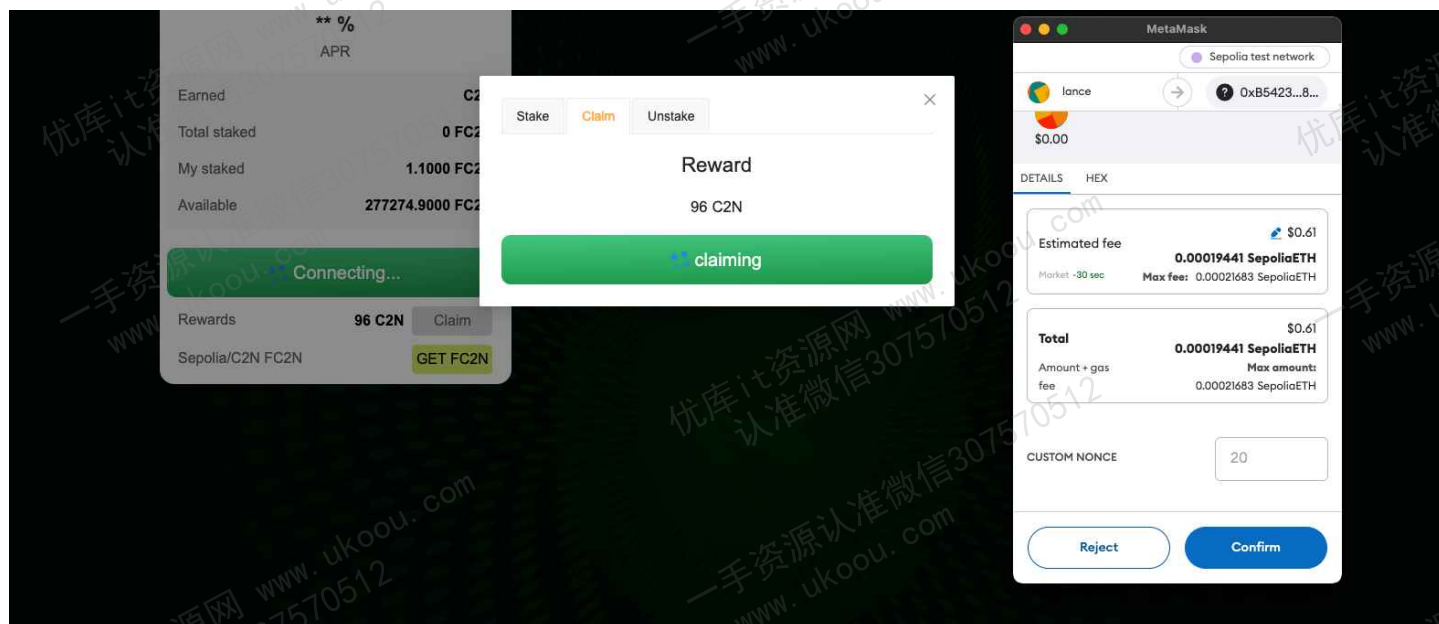 ** %
APR
Earned
C2
Total staked
0 FC2
My staked
1.1000 FC2
Available
277274.9000 FC2
Connecting...
Rewards
96 C2N
Claim
Sepolia/C2N FC2N
GET FC2N
Stake
Claim
Unstake
Reward
96 C2N
claiming
MetaMask
Sepolia test network
lance
0xB5423...8...
$0.00
DETAILS
HEX
Estimated fee
$0.61
0.00019441 SepoliaETH
Market ~30 sec
Max fee: 0.00021683 SepoliaETH
Total
$0.61
0.00019441 SepoliaETH
Amount + gas
Max amount:
fee
0.00021683 SepoliaETH
CUSTOM NONCE
20
Reject
Confirm
优库it资源网 www.ukoou.com
一手资源认准微信307570512